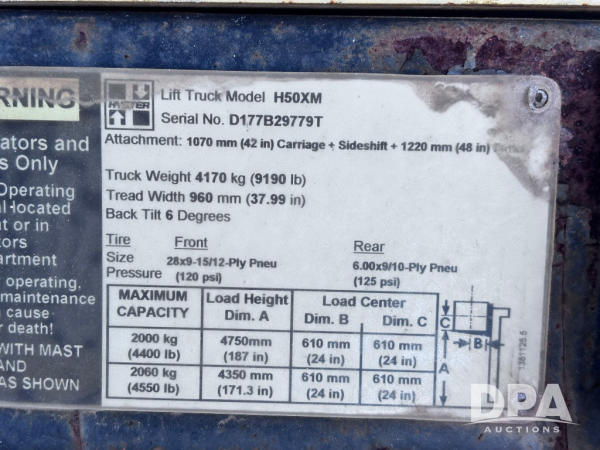 RNING
ators and
s Only
Operating
al located
nt or in
tors
partment
operating,
maintenance
cause
r death!
WITH MAST
AND
AS SHOWN
HYSTER
Lift Truck Model H50XM
Serial No. D177B29779T
Attachment: 1070 mm (42 in) Carriage + Sideshift + 1220 mm (48 in)
Truck Weight 4170 kg (9190 lb)
Tread Width 960 mm (37.99 in)
Back Tilt 6 Degrees
Tire Front Rear
Size 28x9-15/12-Ply Pneu 6.00x9/10-Ply Pneu
Pressure (120 psi) (125 psi)
MAXIMUM CAPACITY Load Height Dim. A Load Center
Dim. B Dim. C
2000 kg 4750mm 610 mm 610 mm
(4400 lb) (187 in) (24 in) (24 in)
2060 kg 4350 mm 610 mm 610 mm
(4550 lb) (171.3 in) (24 in) (24 in)
C
B
A
DPA
AUCTIONS